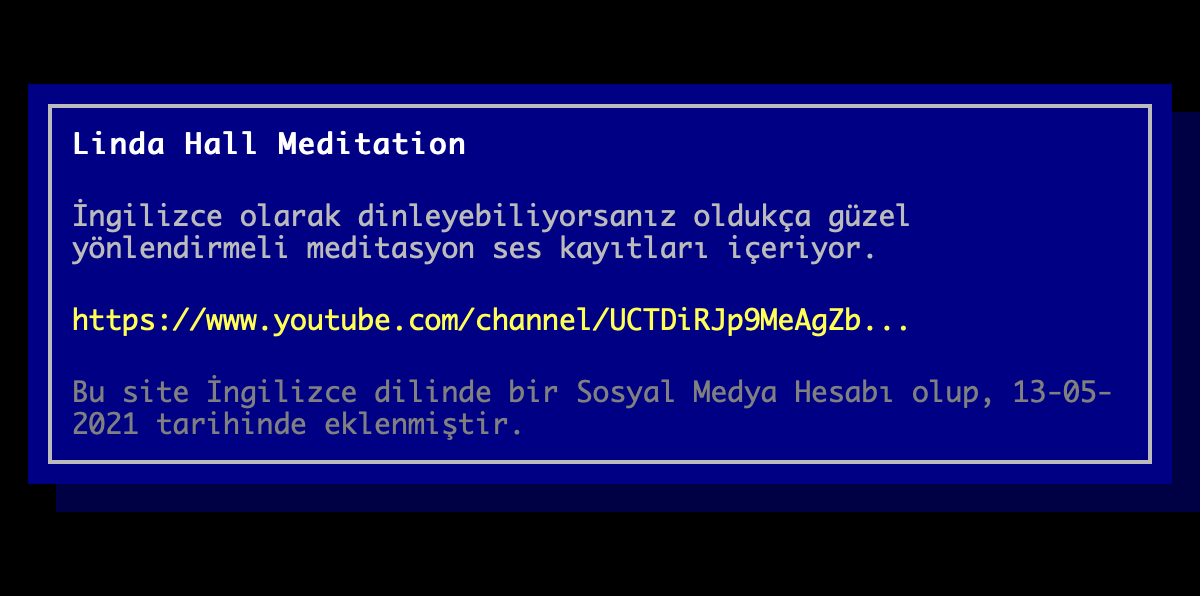 Linda Hall Meditation
İngilizce olarak dinleyebiliyorsanız oldukça güzel
yönlendirmeli meditasyon ses kayıtları içeriyor.
https://www.youtube.com/channel/UCTDiRJp9MeAgZb...
Bu site İngilizce dilinde bir Sosyal Medya Hesabı olup, 13-05-
2021 tarihinde eklenmiştir.